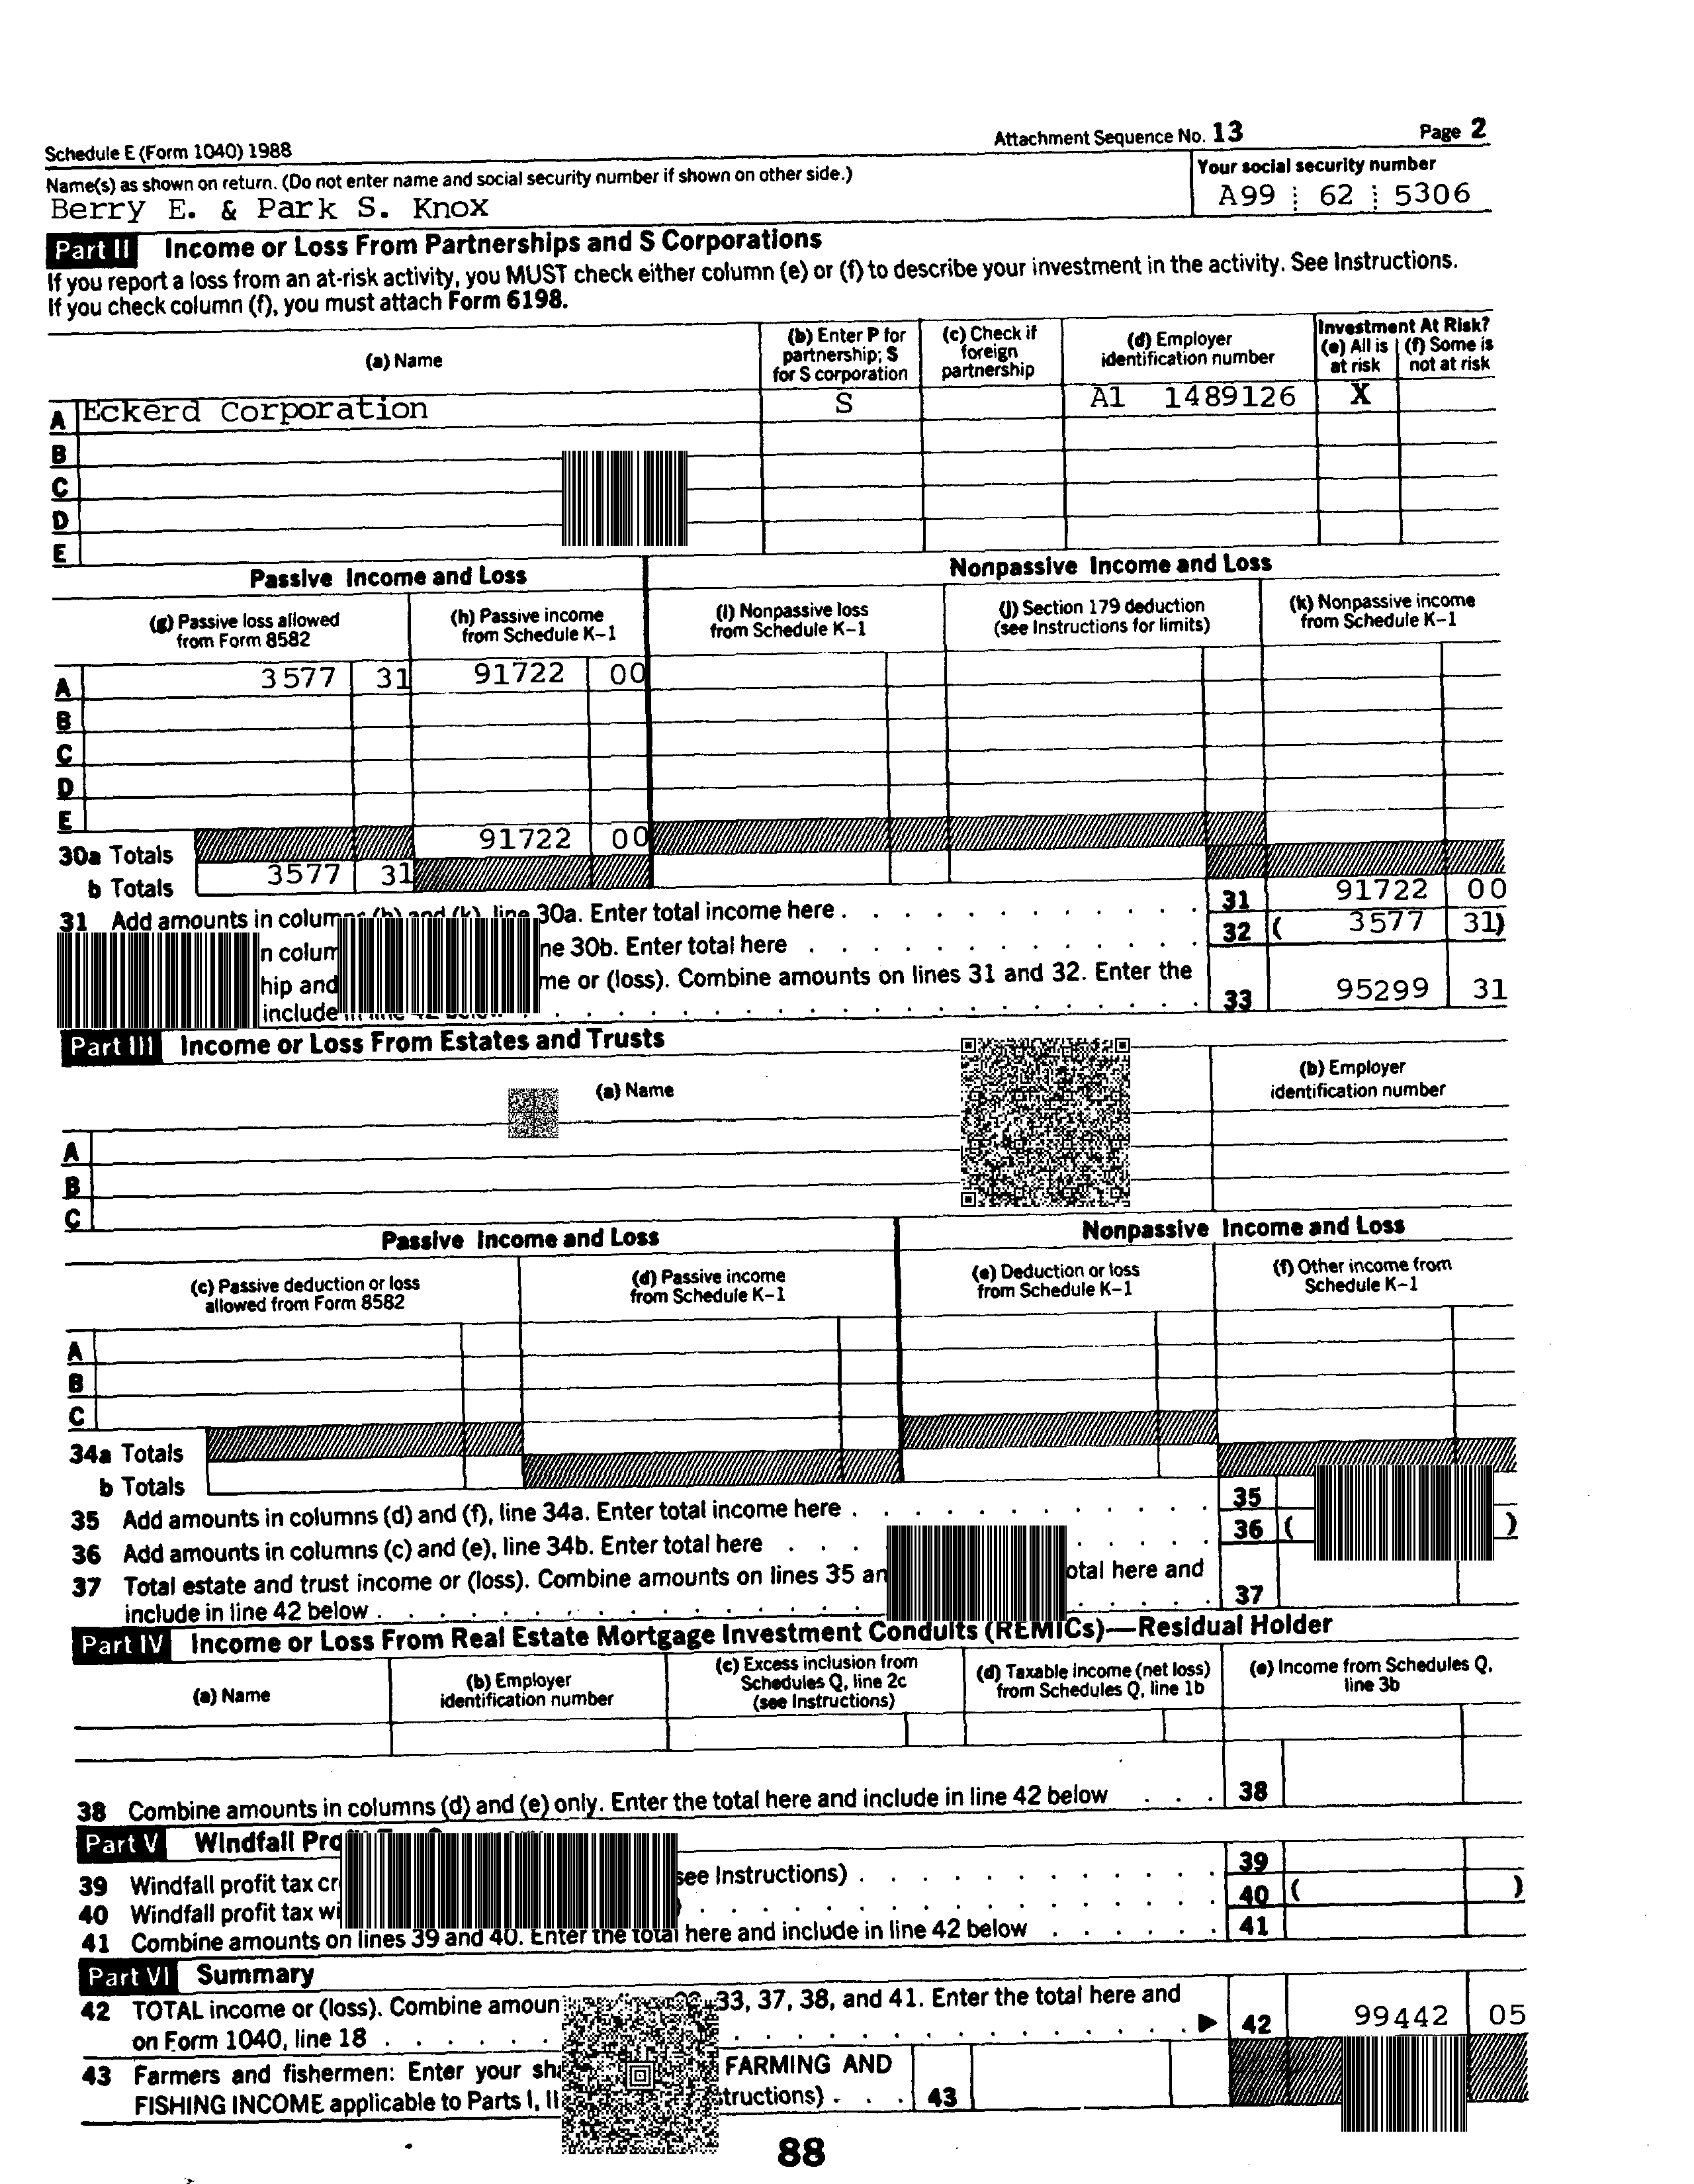 Schedule E (Form 1040) 1988 Attachment Sequence No. 13 Page 2
Name(s) as shown on return. (Do not enter name and social security number if shown on other side.) Your social security number
Berry E. & Park S. Knox A99 62 5306
Part II Income or Loss From Partnerships and S Corporations
If you report a loss from an at-risk activity, you MUST check either column (e) or (f) to describe your investment in the activity. See Instructions.
If you check column (f), you must attach Form 6198.
(a) Name (b) Enter P for partnership; S for S corporation (c) Check if foreign partnership (d) Employer identification number Investment At Risk? (e) All is at risk (f) Some is not at risk
A Eckerd Corporation S A1 1489126 X
B
C
D
E
Passive Income and Loss Nonpassive Income and Loss
(g) Passive loss allowed from Form 8582 (h) Passive income from Schedule K-1 (i) Nonpassive loss from Schedule K-1 (j) Section 179 deduction (see Instructions for limits) (k) Nonpassive income from Schedule K-1
A 3577 31 91722 00
B
C
D
E
30a Totals 91722 00
b Totals 3577 31
31 Add amounts in columns (h) and (k), line 30a. Enter total income here 31 91722 00
n colum ne 30b. Enter total here 32 ( 3577 31)
hip and me or (loss). Combine amounts on lines 31 and 32. Enter the
include in line 42 below 33 95299 31
Part III Income or Loss From Estates and Trusts
(a) Name (b) Employer identification number
A
B
C
Passive Income and Loss Nonpassive Income and Loss
(c) Passive deduction or loss allowed from Form 8582 (d) Passive income from Schedule K-1 (e) Deduction or loss from Schedule K-1 (f) Other income from Schedule K-1
A
B
C
34a Totals
b Totals
35 Add amounts in columns (d) and (f), line 34a. Enter total income here 35
36 Add amounts in columns (c) and (e), line 34b. Enter total here 36 ( )
37 Total estate and trust income or (loss). Combine amounts on lines 35 an otal here and
include in line 42 below 37
Part IV Income or Loss From Real Estate Mortgage Investment Conduits (REMICs)—Residual Holder
(a) Name (b) Employer identification number (c) Excess inclusion from Schedules Q, line 2c (see Instructions) (d) Taxable income (net loss) from Schedules Q, line 1b (e) Income from Schedules Q, line 3b
38 Combine amounts in columns (d) and (e) only. Enter the total here and include in line 42 below 38
Part V Windfall Pro
39 Windfall profit tax cr see Instructions) 39
40 Windfall profit tax wi 40 ( )
41 Combine amounts on lines 39 and 40. Enter the total here and include in line 42 below 41
Part VI Summary
42 TOTAL income or (loss). Combine amoun 33, 37, 38, and 41. Enter the total here and
on Form 1040, line 18 ▶ 42 99442 05
43 Farmers and fishermen: Enter your sha FARMING AND
FISHING INCOME applicable to Parts I, II structions) 43
88